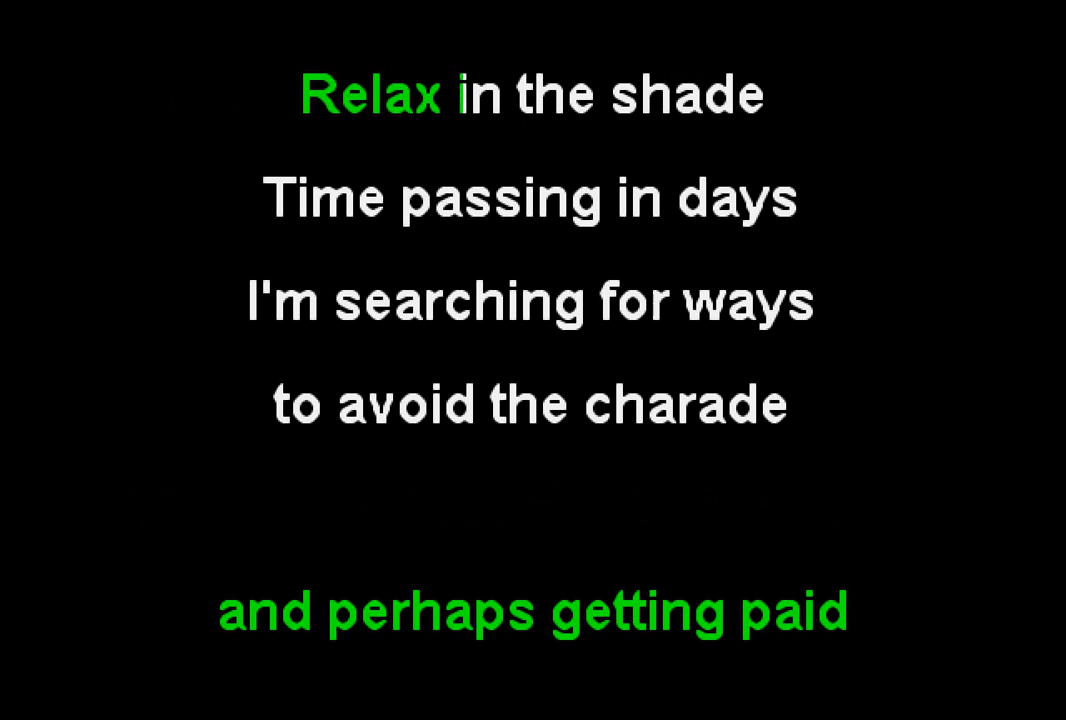 Relax in the shade
Time passing in days
I'm searching for ways
to avoid the charade
and perhaps getting paid